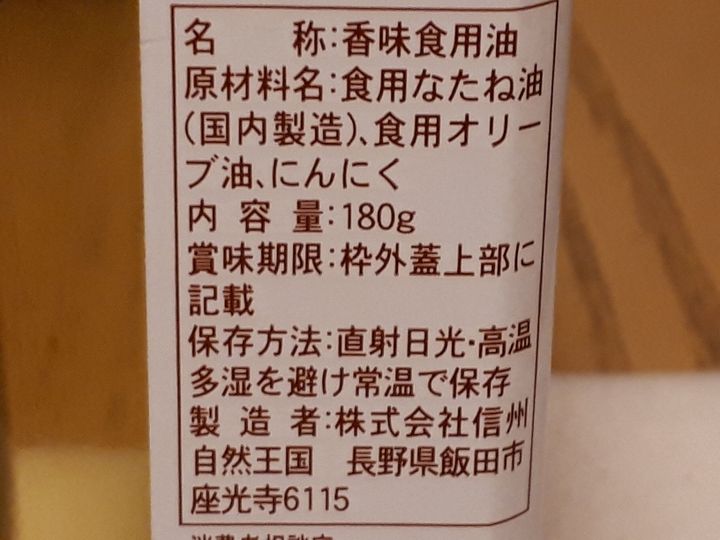 名 称:香味食用油
原材料名:食用なたね油
(国内製造)、食用オリー
ブ油、にんにく
内 容 量:180g
賞味期限:枠外蓋上部に
記載
保存方法:直射日光・高温
多湿を避け常温で保存
製 造 者:株式会社信州
自然王国 長野県飯田市
座光寺6115